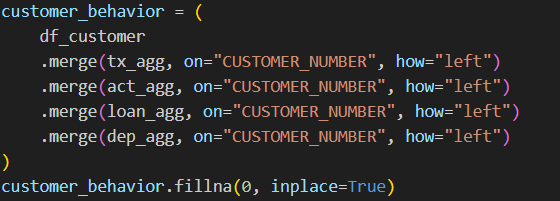 customer_behavior = (
    df_customer
    .merge(tx_agg, on="CUSTOMER_NUMBER", how="left")
    .merge(act_agg, on="CUSTOMER_NUMBER", how="left")
    .merge(loan_agg, on="CUSTOMER_NUMBER", how="left")
    .merge(dep_agg, on="CUSTOMER_NUMBER", how="left")
)
customer_behavior.fillna(0, inplace=True)